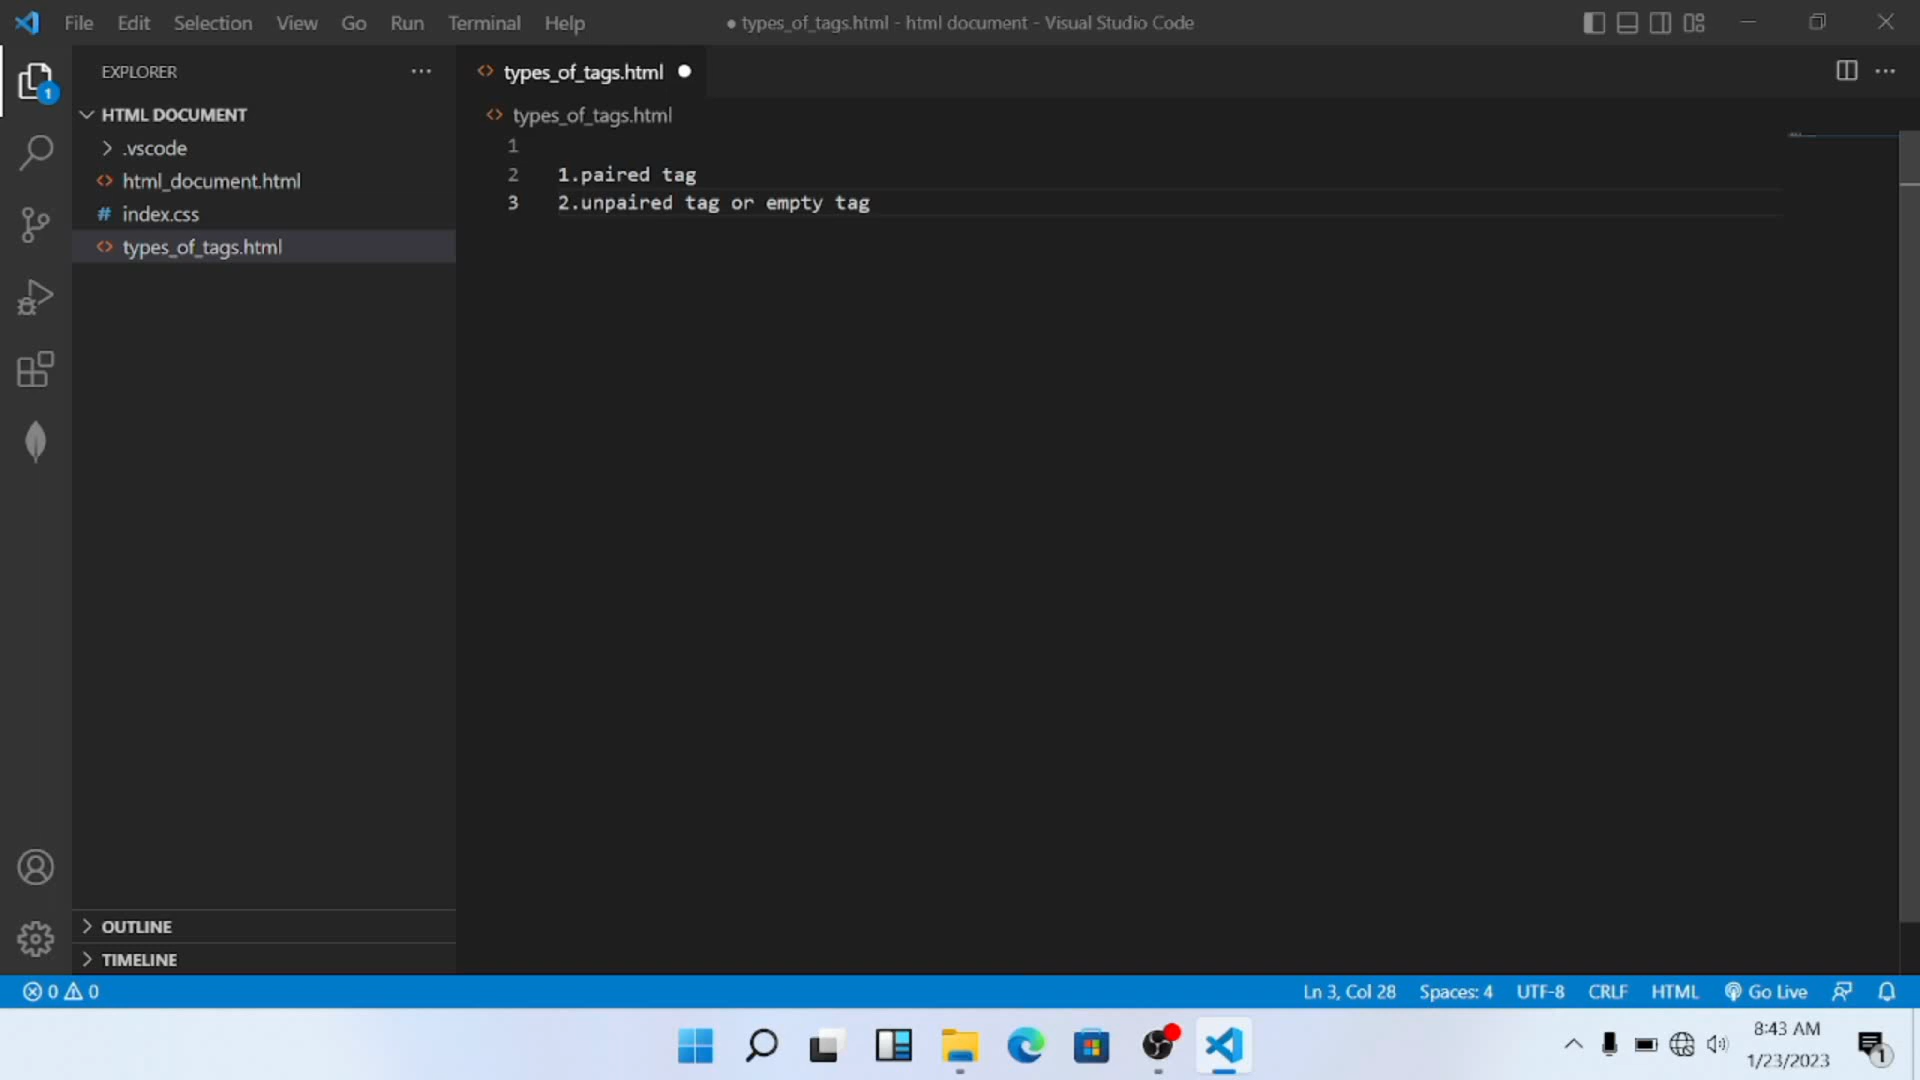 File Edit Selection View Go Run Terminal Help
● types_of_tags.html - html document - Visual Studio Code
EXPLORER
types_of_tags.html
1
HTML DOCUMENT
types_of_tags.html
.vscode
html_document.html
# index.css
types_of_tags.html
1
2 1.paired tag
3 2.unpaired tag or empty tag
OUTLINE
TIMELINE
0 0
Ln 3, Col 28 Spaces: 4 UTF-8 CRLF HTML Go Live
8:43 AM
1/23/2023
1